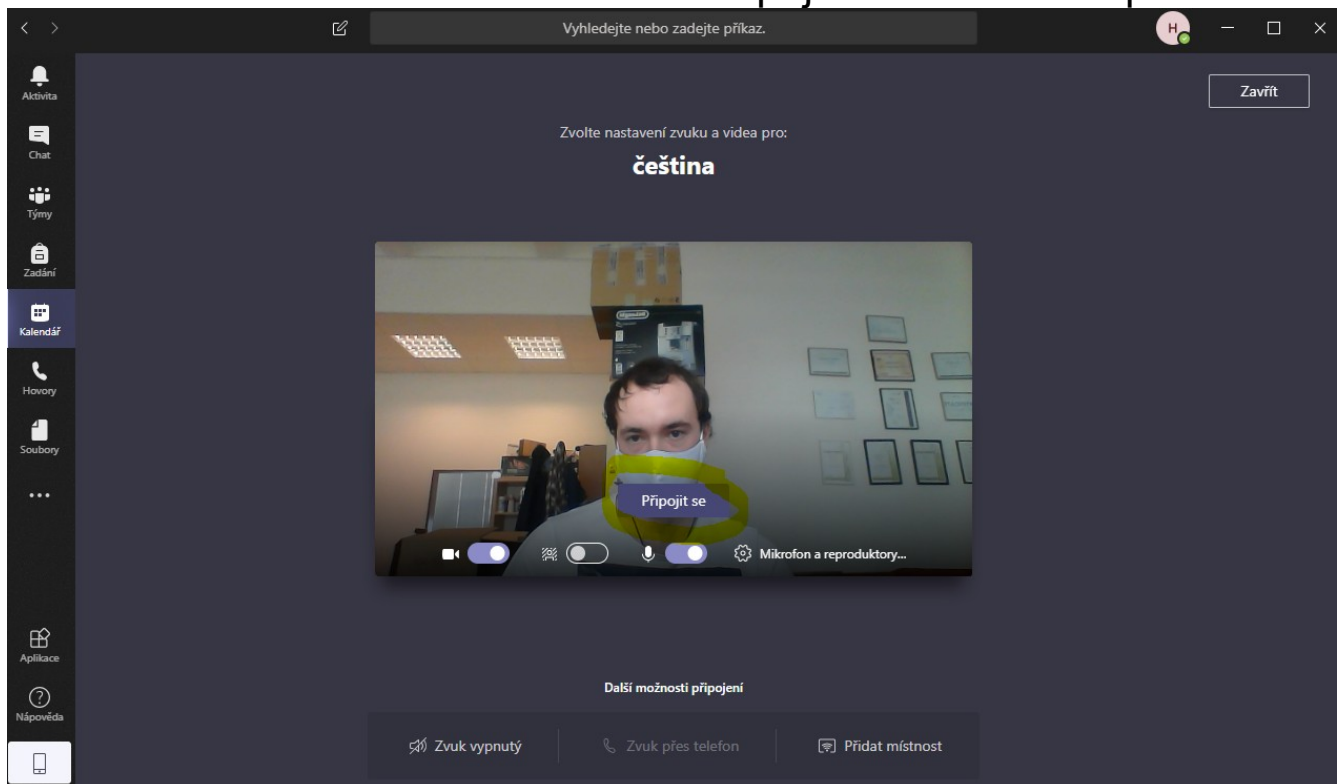 Vyhledejte nebo zadejte příkaz.
H
Aktivita
Chat
Týmy
Zadání
Kalendář
Hovory
Soubory
Aplikace
Nápověda
Zavřít
Zvolte nastavení zvuku a videa pro:
čeština
Připojit se
Mikrofon a reproduktory...
Další možnosti připojení
Zvuk vypnutý
Zvuk přes telefon
Přidat místnost